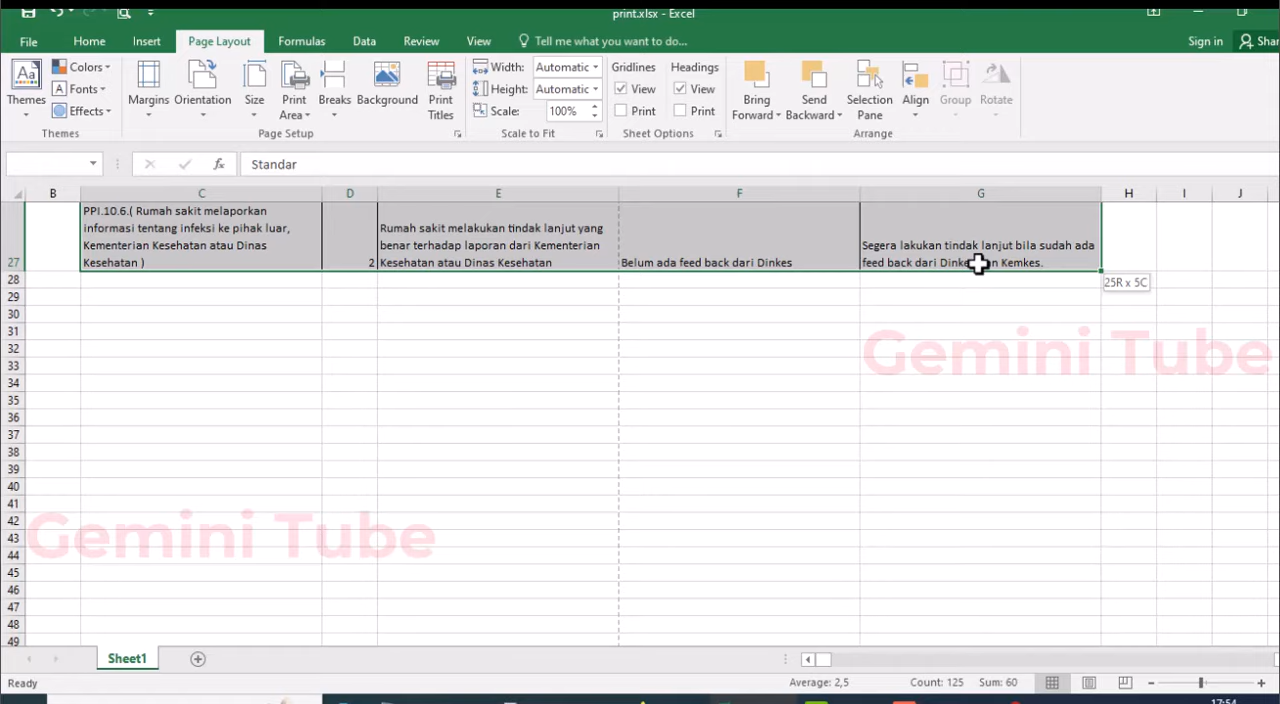 print.xlsx - Excel
File Home Insert Page Layout Formulas Data Review View Tell me what you want to do... Sign in
Themes
Colors
Fonts
Effects
Themes
Margins
Orientation
Size
Print Area
Breaks
Background
Print Titles
Page Setup
Width: Automatic
Height: Automatic
Scale: 100%
Scale to Fit
Gridlines
View
Print
Headings
View
Print
Sheet Options
Bring Forward
Send Backward
Selection Pane
Align
Group
Rotate
Arrange
fx Standar
B C D E F G H I J
27
PPI.10.6.( Rumah sakit melaporkan
informasi tentang infeksi ke pihak luar,
Kementerian Kesehatan atau Dinas
Kesehatan )
2
Rumah sakit melakukan tindak lanjut yang
benar terhadap laporan dari Kementerian
Kesehatan atau Dinas Kesehatan
Belum ada feed back dari Dinkes
Segera lakukan tindak lanjut bila sudah ada
feed back dari Kemkes.
25R x 5C
28
29
30
31
32
33
34
35
36
37
38
39
40
41
42
43
44
45
46
47
48
49
Gemini Tube
Gemini Tube
Sheet1
Ready Average: 2,5 Count: 125 Sum: 60